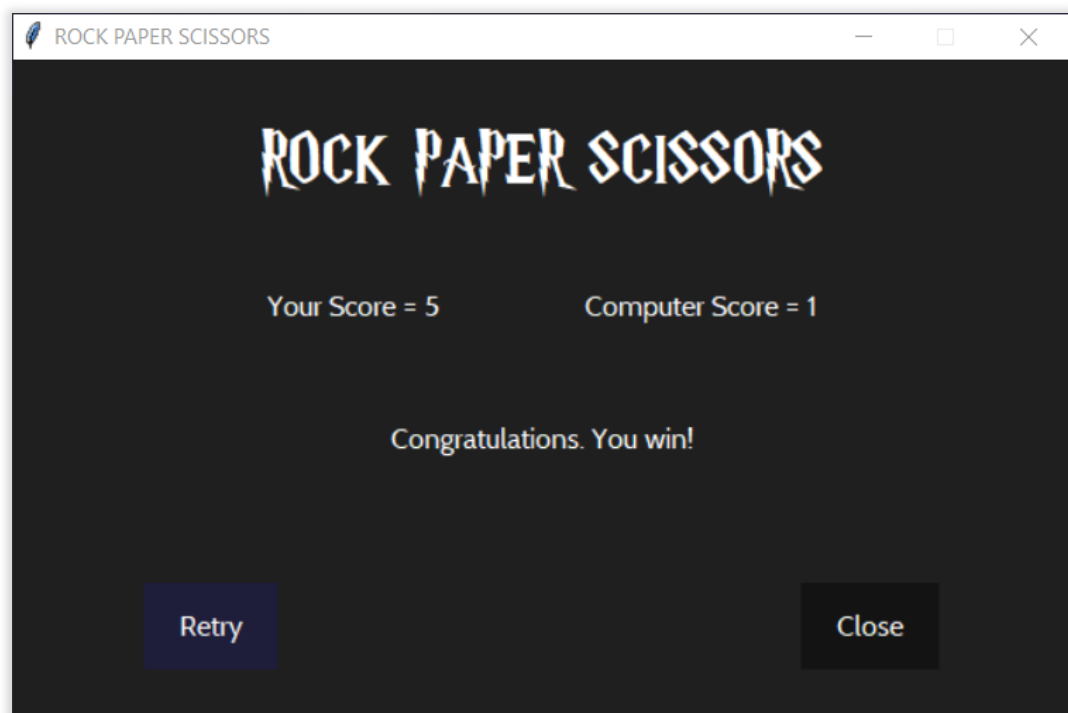 ROCK PAPER SCISSORS
ROCK PAPER SCISSORS
Your Score = 5 Computer Score = 1
Congratulations. You win!
Retry Close